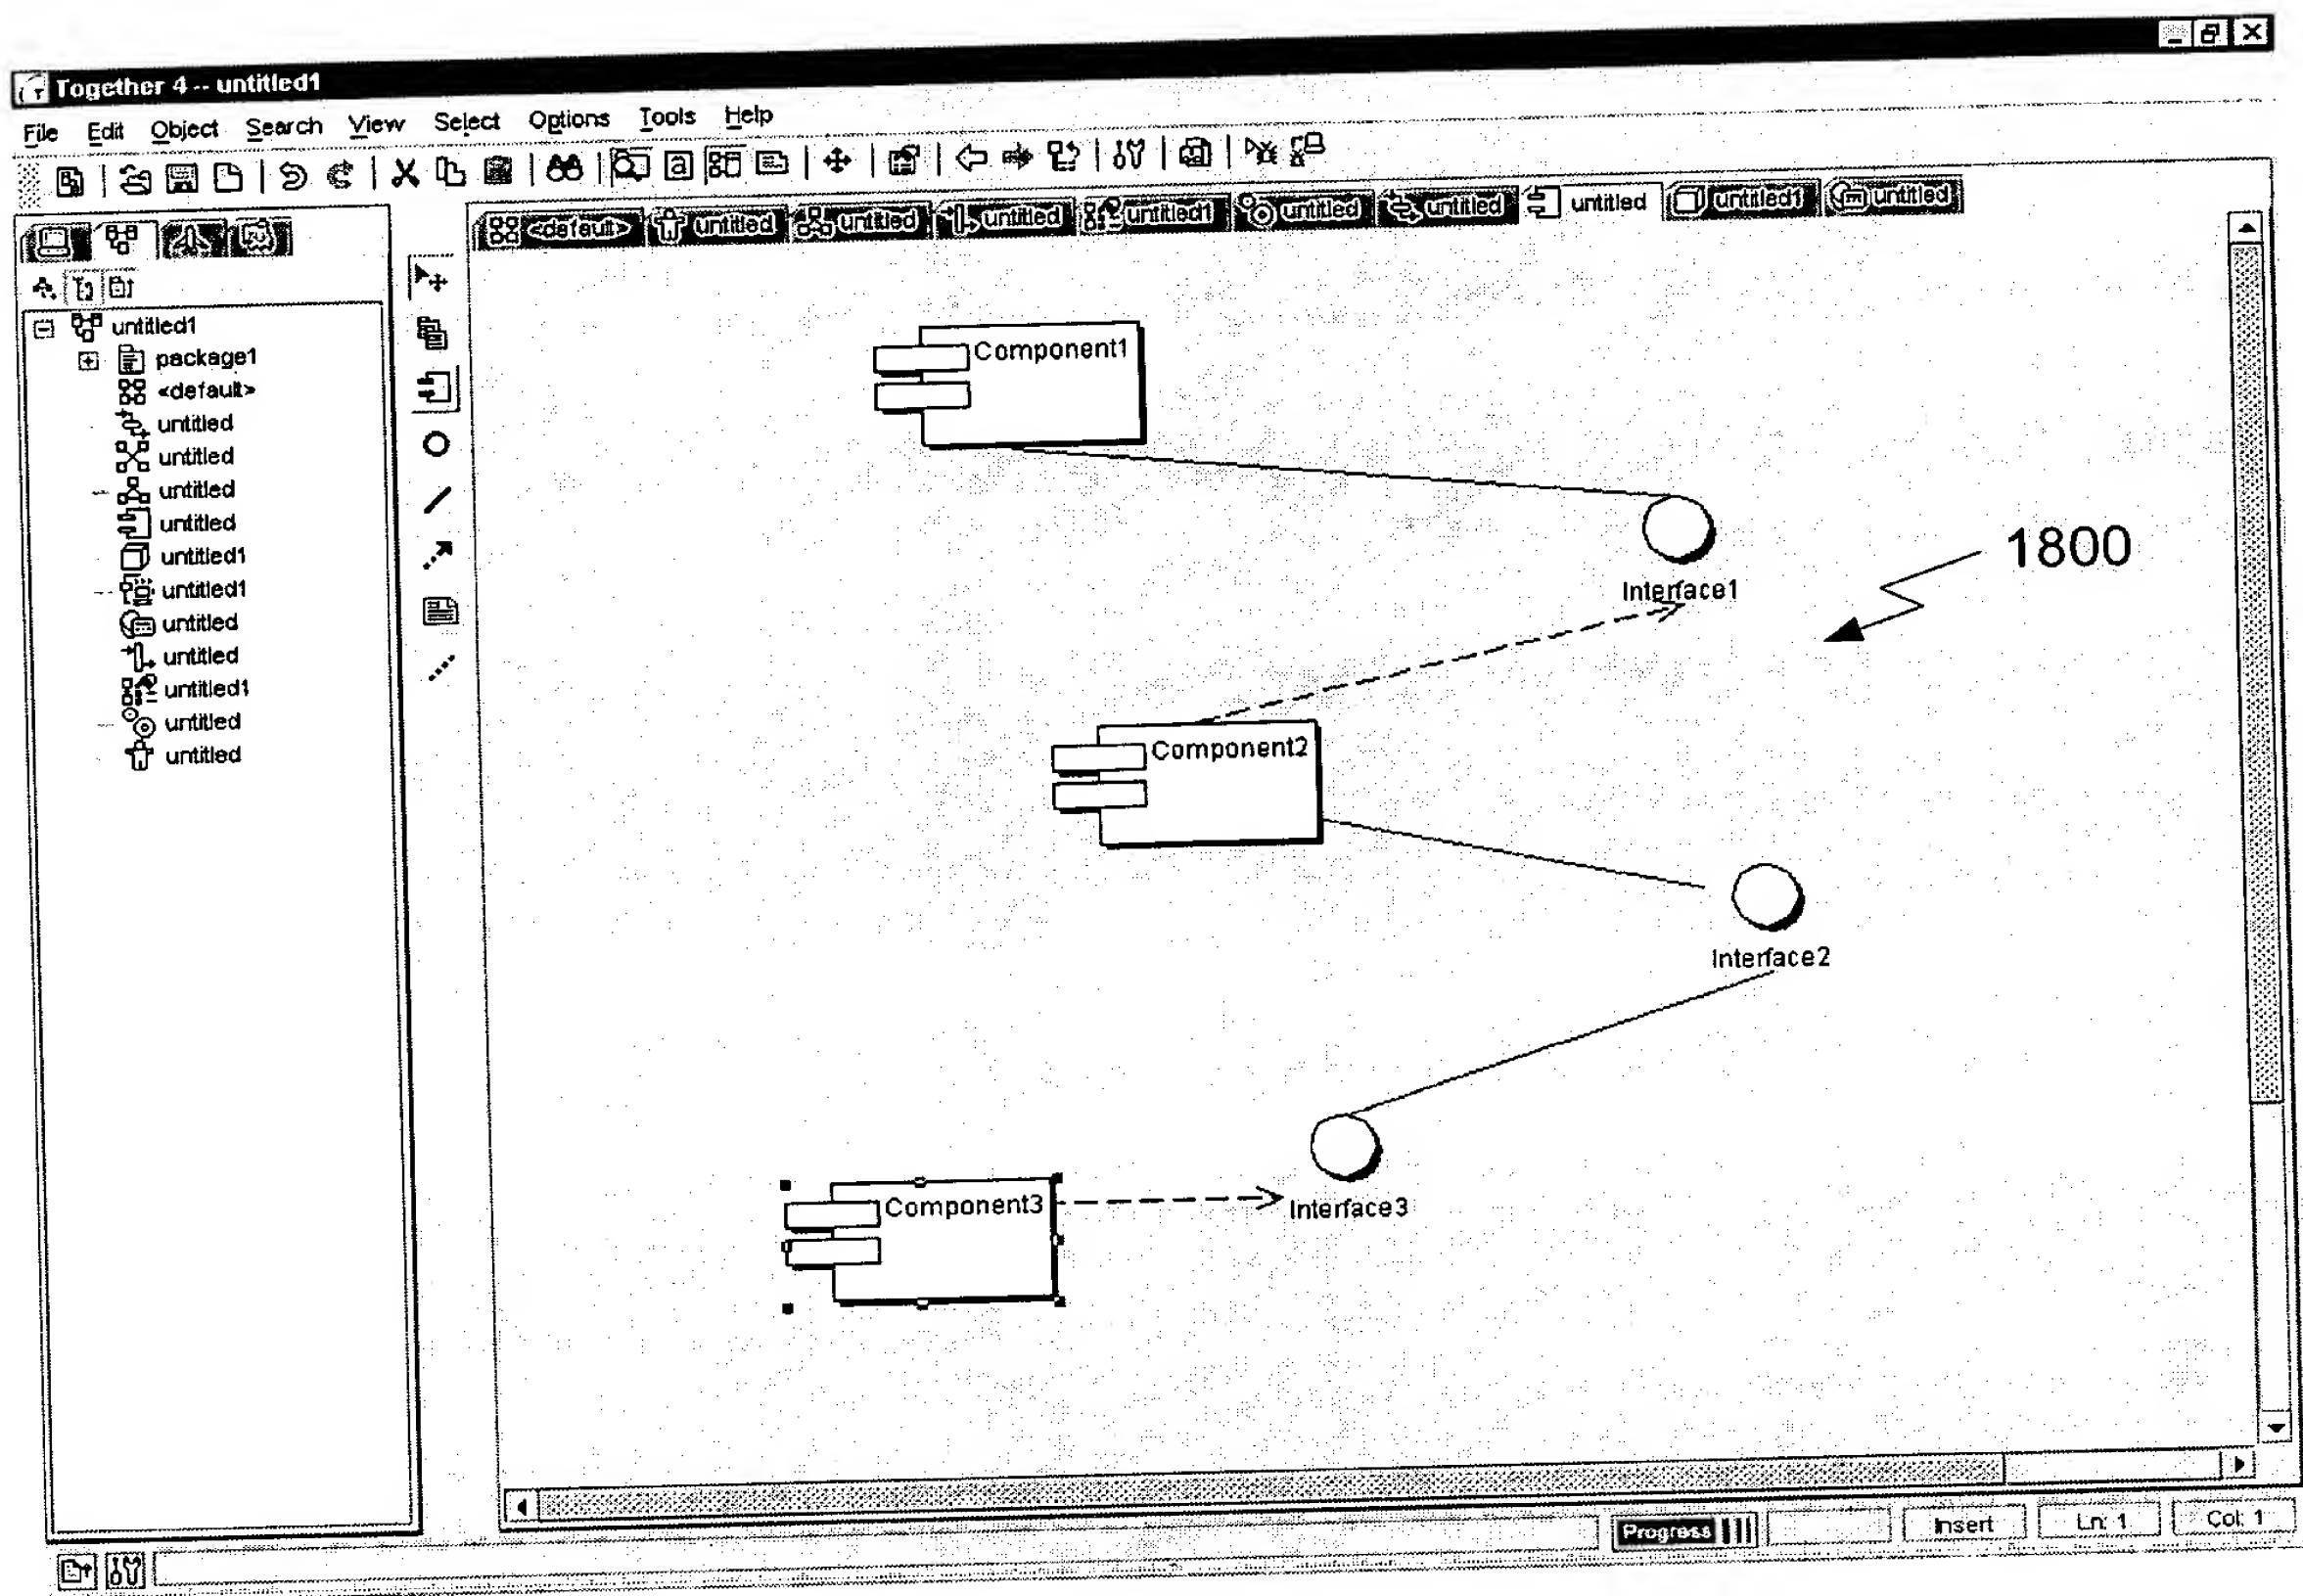 Together 4 -- untitled1
File Edit Object Search View Select Options Tools Help
<default> untitled untitled untitled untitled1 untitled untitled untitled untitled1 untitled
untitled1
package1
<default>
untitled
untitled
untitled
untitled
untitled1
untitled1
untitled
untitled
untitled1
untitled
untitled
Component1
Interface1
1800
Component2
Interface2
Component3
Interface3
Progress Insert Ln: 1 Col: 1